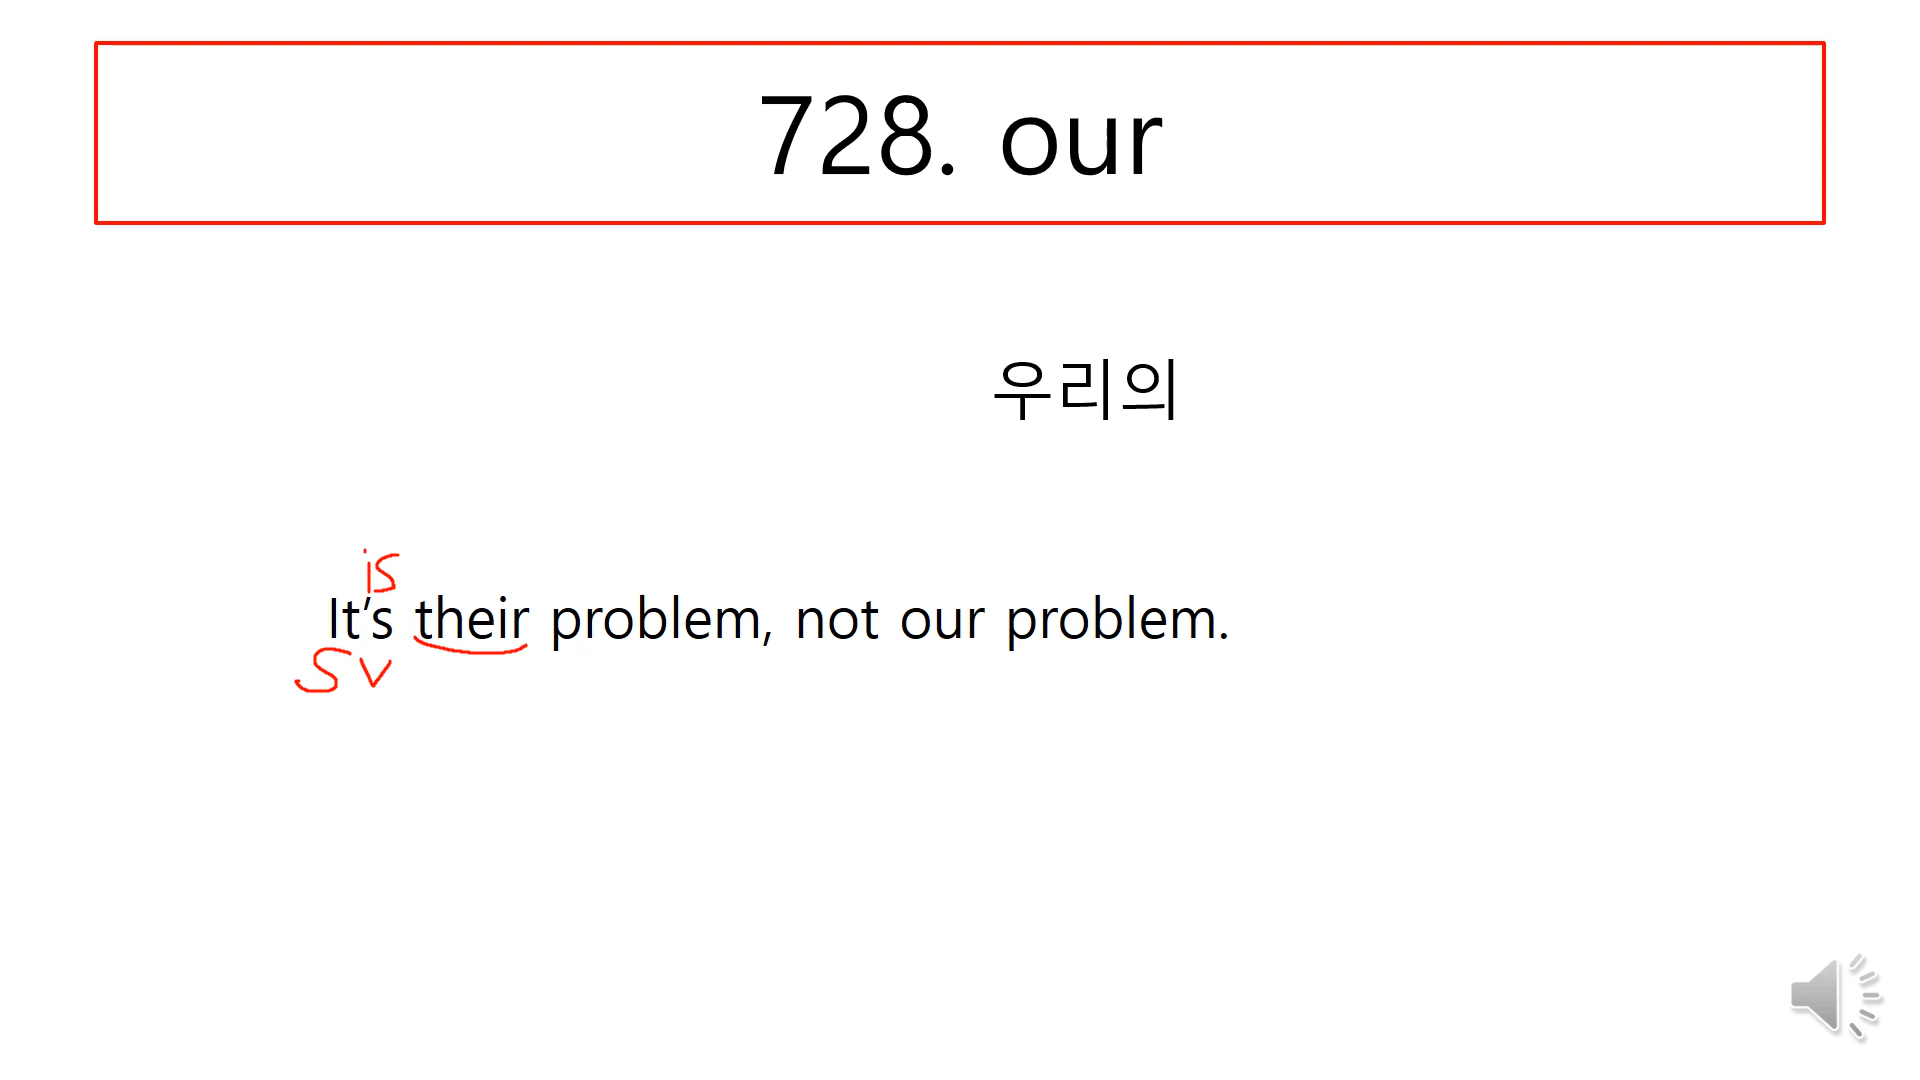 728. our
우리의
is
It’s their problem, not our problem.
S V